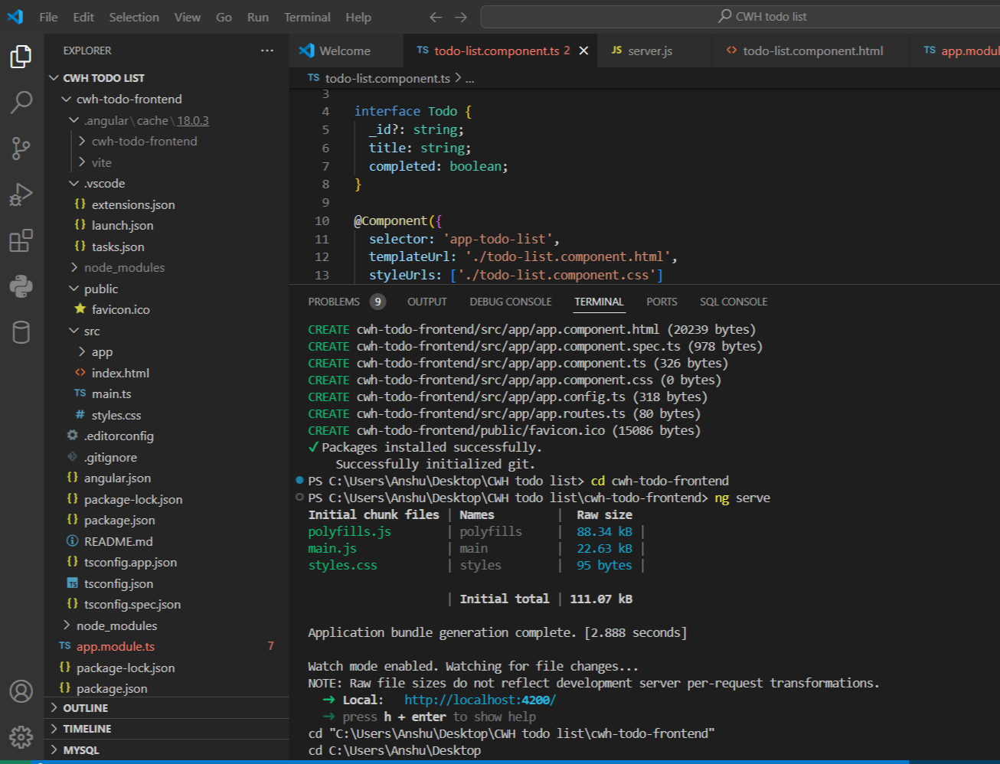 File Edit Selection View Go Run Terminal Help CWH todo list
EXPLORER ...
CWH TODO LIST
cwh-todo-frontend
.angular\cache\18.0.3
cwh-todo-frontend
vite
.vscode
{} extensions.json
{} launch.json
{} tasks.json
node_modules
public
favicon.ico
src
app
<> index.html
TS main.ts
# styles.css
.editorconfig
.gitignore
{} angular.json
{} package-lock.json
{} package.json
README.md
{} tsconfig.app.json
TS tsconfig.json
{} tsconfig.spec.json
node_modules
TS app.module.ts 7
{} package-lock.json
{} package.json
OUTLINE
TIMELINE
MYSQL
Welcome TS todo-list.component.ts 2 JS server.js <> todo-list.component.html TS app.modul
TS todo-list.component.ts > ...
3
4 interface Todo {
5 _id?: string;
6 title: string;
7 completed: boolean;
8 }
9
10 @Component({
11 selector: 'app-todo-list',
12 templateUrl: './todo-list.component.html',
13 styleUrls: ['./todo-list.component.css']
PROBLEMS 9 OUTPUT DEBUG CONSOLE TERMINAL PORTS SQL CONSOLE
CREATE cwh-todo-frontend/src/app/app.component.html (20239 bytes)
CREATE cwh-todo-frontend/src/app/app.component.spec.ts (978 bytes)
CREATE cwh-todo-frontend/src/app/app.component.ts (326 bytes)
CREATE cwh-todo-frontend/src/app/app.component.css (0 bytes)
CREATE cwh-todo-frontend/src/app/app.config.ts (318 bytes)
CREATE cwh-todo-frontend/src/app/app.routes.ts (80 bytes)
CREATE cwh-todo-frontend/public/favicon.ico (15086 bytes)
✓ Packages installed successfully.
Successfully initialized git.
PS C:\Users\Anshu\Desktop\CWH todo list> cd cwh-todo-frontend
PS C:\Users\Anshu\Desktop\CWH todo list\cwh-todo-frontend> ng serve
Initial chunk files | Names | Raw size
polyfills.js | polyfills | 88.34 kB |
main.js | main | 22.63 kB |
styles.css | styles | 95 bytes |
| Initial total | 111.07 kB
Application bundle generation complete. [2.888 seconds]
Watch mode enabled. Watching for file changes...
NOTE: Raw file sizes do not reflect development server per-request transformations.
➜ Local: http://localhost:4200/
➜ press h + enter to show help
cd "C:\Users\Anshu\Desktop\CWH todo list\cwh-todo-frontend"
cd C:\Users\Anshu\Desktop